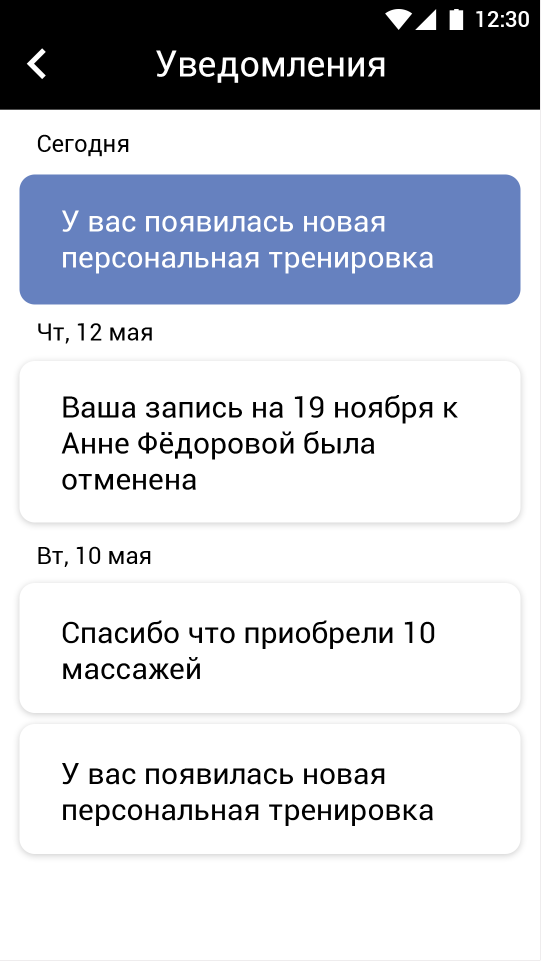 12:30
Уведомления
Сегодня
У вас появилась новая
персональная тренировка
Чт, 12 мая
Ваша запись на 19 ноября к
Анне Фёдоровой была
отменена
Вт, 10 мая
Спасибо что приобрели 10
массажей
У вас появилась новая
персональная тренировка